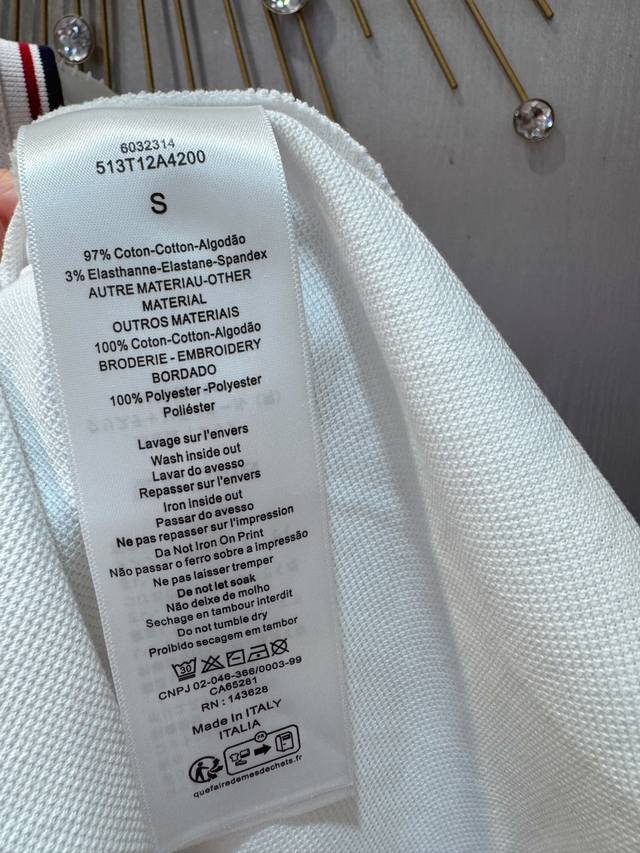 6032314
513T12A4200
S
97% Coton-Cotton-Algodão
3% Elasthanne-Elastane-Spandex
AUTRE MATERIAU-OTHER
MATERIAL
OUTROS MATERIAIS
100% Coton-Cotton-Algodão
BRODERIE - EMBROIDERY
BORDADO
100% Polyester-Polyester
Poliéster
Lavage sur l'envers
Wash inside out
Lavar do avesso
Repasser sur l'envers
Iron inside out
Passar do avesso
Ne pas repasser sur l'impression
Da Not Iron On Print
Não passar o ferro sobre a impressão
Ne pas laisser tremper
De not let soak
Não deixe de molho
Sechage en tambour interdit
Do not tumble dry
Proibido secagem em tambor
30
CNPJ 02-046-366/0003-99
CA65281
RN : 143628
Made In ITALY
ITALIA
FR
quefairedemesdechets.fr